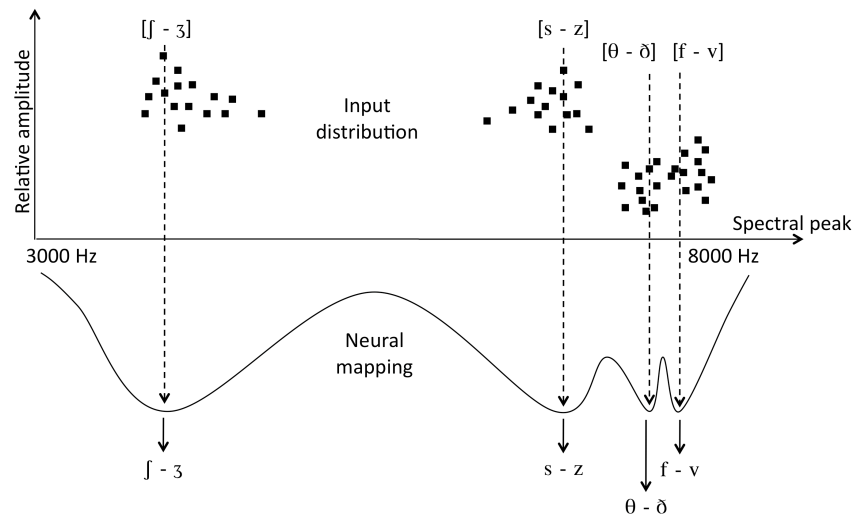 [ʃ - ʒ]
[s - z]
[θ - ð] [f - v]
Relative amplitude
Input
distribution
Spectral peak
3000 Hz
8000 Hz
Neural
mapping
ʃ - ʒ
s - z
f - v
θ - ð